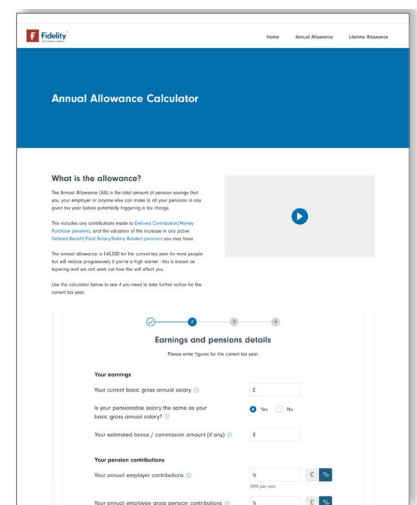 Fidelity
INTERNATIONAL
Home Annual Allowance Lifetime Allowance
Annual Allowance Calculator
What is the allowance?
The Annual Allowance (AA) is the total amount of pension savings that
you, your employer or anyone else can make to all your pensions in any
given tax year before potentially triggering a tax charge.
This includes any contributions made to Defined Contribution/Money
Purchase pensions, and the valuation of the increase in any active
Defined Benefit/Final Salary/Salary Related pensions you may have.
The annual allowance is £40,000 for the current tax year for most people
but will reduce progressively if you're a high earner - this is known as
tapering and we can work out how this will affect you.
Use the calculator below to see if you need to take further action for the
current tax year.
2 3 4
Earnings and pensions details
Please enter figures for the current tax year.
Your earnings
Your current basic gross annual salary £
Is your pensionable salary the same as your
basic gross annual salary? Yes No
Your estimated bonus / commission amount (if any) £
Your pension contributions
Your annual employer contributions % £ %
000 per year
Your annual employee gross pension contributions % £ %